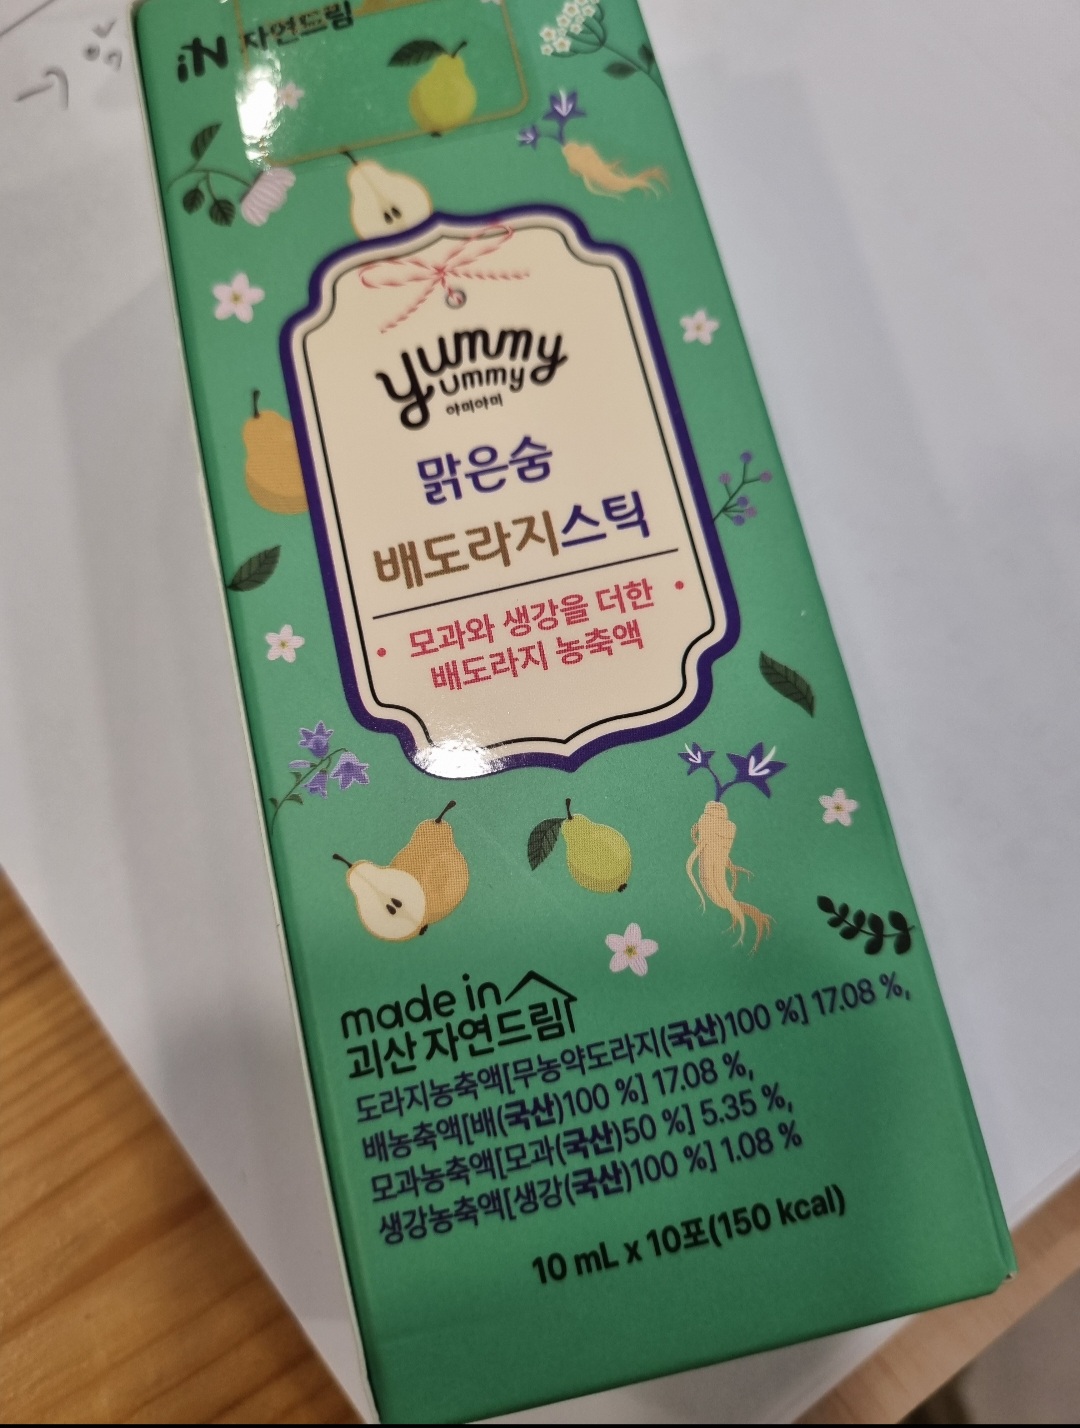 iN 자연드림
yummy
yummy
야미야미
맑은숨
배도라지스틱
• 모과와 생강을 더한 •
배도라지 농축액
made in
괴산 자연드림
도라지농축액[무농약도라지(국산)100 %] 17.08 %,
배농축액[배(국산)100 %] 17.08 %,
모과농축액[모과(국산)50 %] 5.35 %,
생강농축액[생강(국산)100 %] 1.08 %
10 mL x 10포(150 kcal)